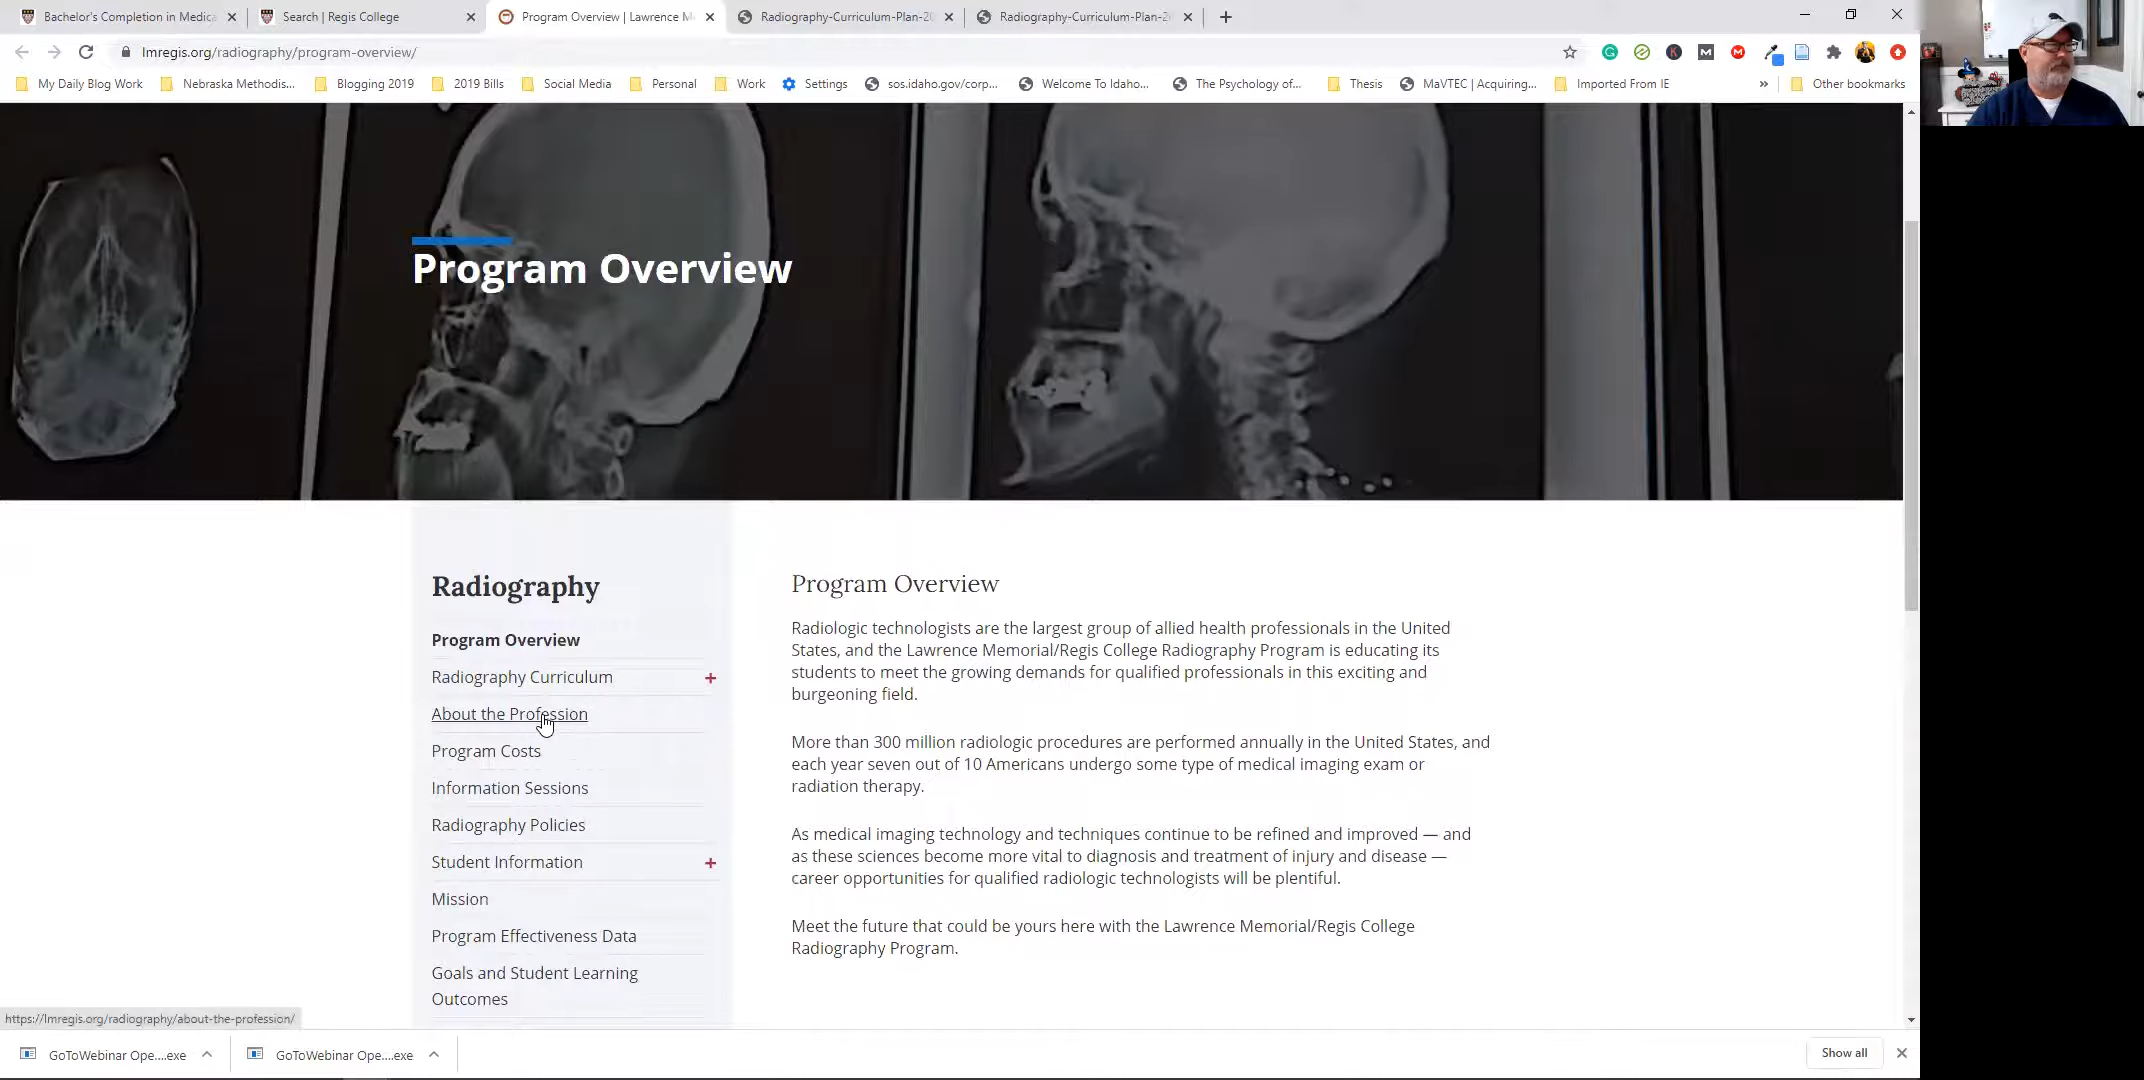 Bachelor's Completion in Medica
Search | Regis College
Program Overview | Lawrence M
Radiography-Curriculum-Plan-20
Radiography-Curriculum-Plan-2
lmregis.org/radiography/program-overview/
My Daily Blog Work
Nebraska Methodis...
Blogging 2019
2019 Bills
Social Media
Personal
Work
Settings
sos.idaho.gov/corp...
Welcome To Idaho...
The Psychology of...
Thesis
MaVTEC | Acquiring...
Imported From IE
»
Other bookmarks
Program Overview
Radiography
Program Overview
Radiography Curriculum +
About the Profession
Program Costs
Information Sessions
Radiography Policies
Student Information +
Mission
Program Effectiveness Data
Goals and Student Learning
Outcomes
Program Overview
Radiologic technologists are the largest group of allied health professionals in the United
States, and the Lawrence Memorial/Regis College Radiography Program is educating its
students to meet the growing demands for qualified professionals in this exciting and
burgeoning field.
More than 300 million radiologic procedures are performed annually in the United States, and
each year seven out of 10 Americans undergo some type of medical imaging exam or
radiation therapy.
As medical imaging technology and techniques continue to be refined and improved — and
as these sciences become more vital to diagnosis and treatment of injury and disease —
career opportunities for qualified radiologic technologists will be plentiful.
Meet the future that could be yours here with the Lawrence Memorial/Regis College
Radiography Program.
https://lmregis.org/radiography/about-the-profession/
GoToWebinar Ope....exe
GoToWebinar Ope....exe
Show all